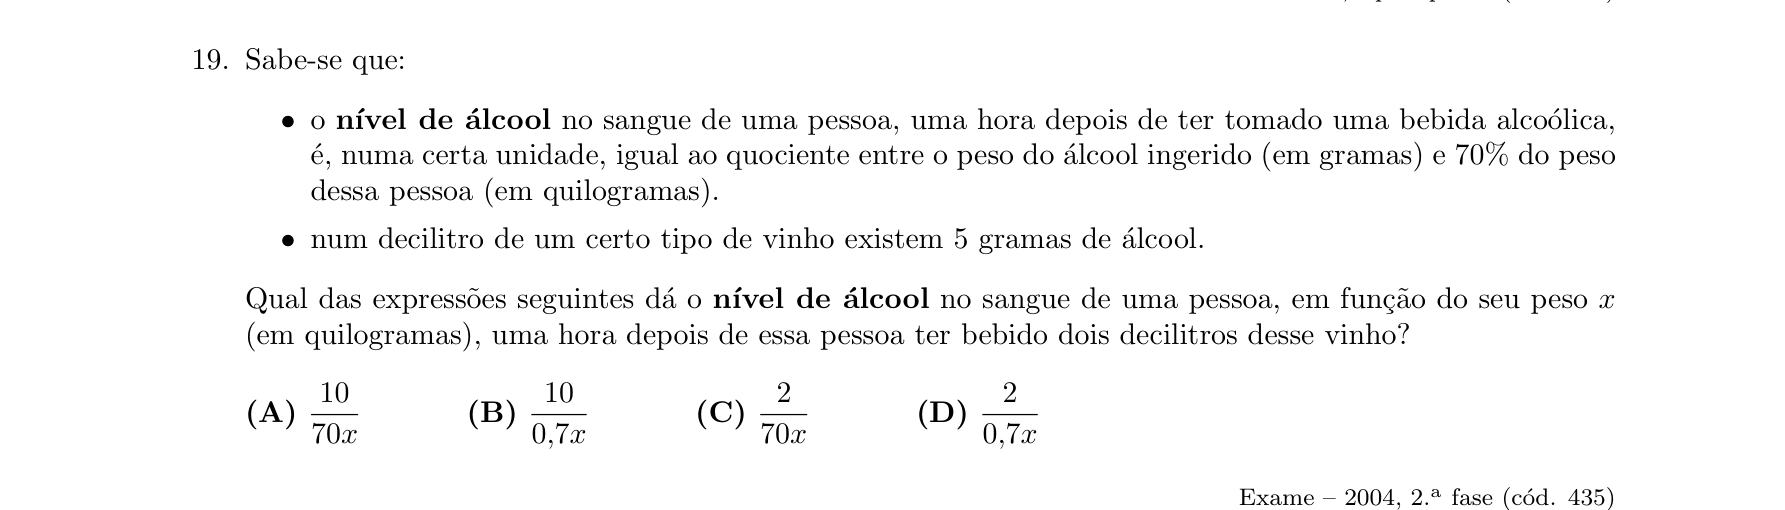 19. Sabe-se que:
• o nível de álcool no sangue de uma pessoa, uma hora depois de ter tomado uma bebida alcoólica,
é, numa certa unidade, igual ao quociente entre o peso do álcool ingerido (em gramas) e 70% do peso
dessa pessoa (em quilogramas).
• num decilitro de um certo tipo de vinho existem 5 gramas de álcool.
Qual das expressões seguintes dá o nível de álcool no sangue de uma pessoa, em função do seu peso x
(em quilogramas), uma hora depois de essa pessoa ter bebido dois decilitros desse vinho?
(A) 10/70x (B) 10/0,7x (C) 2/70x (D) 2/0,7x
Exame – 2004, 2.ª fase (cód. 435)